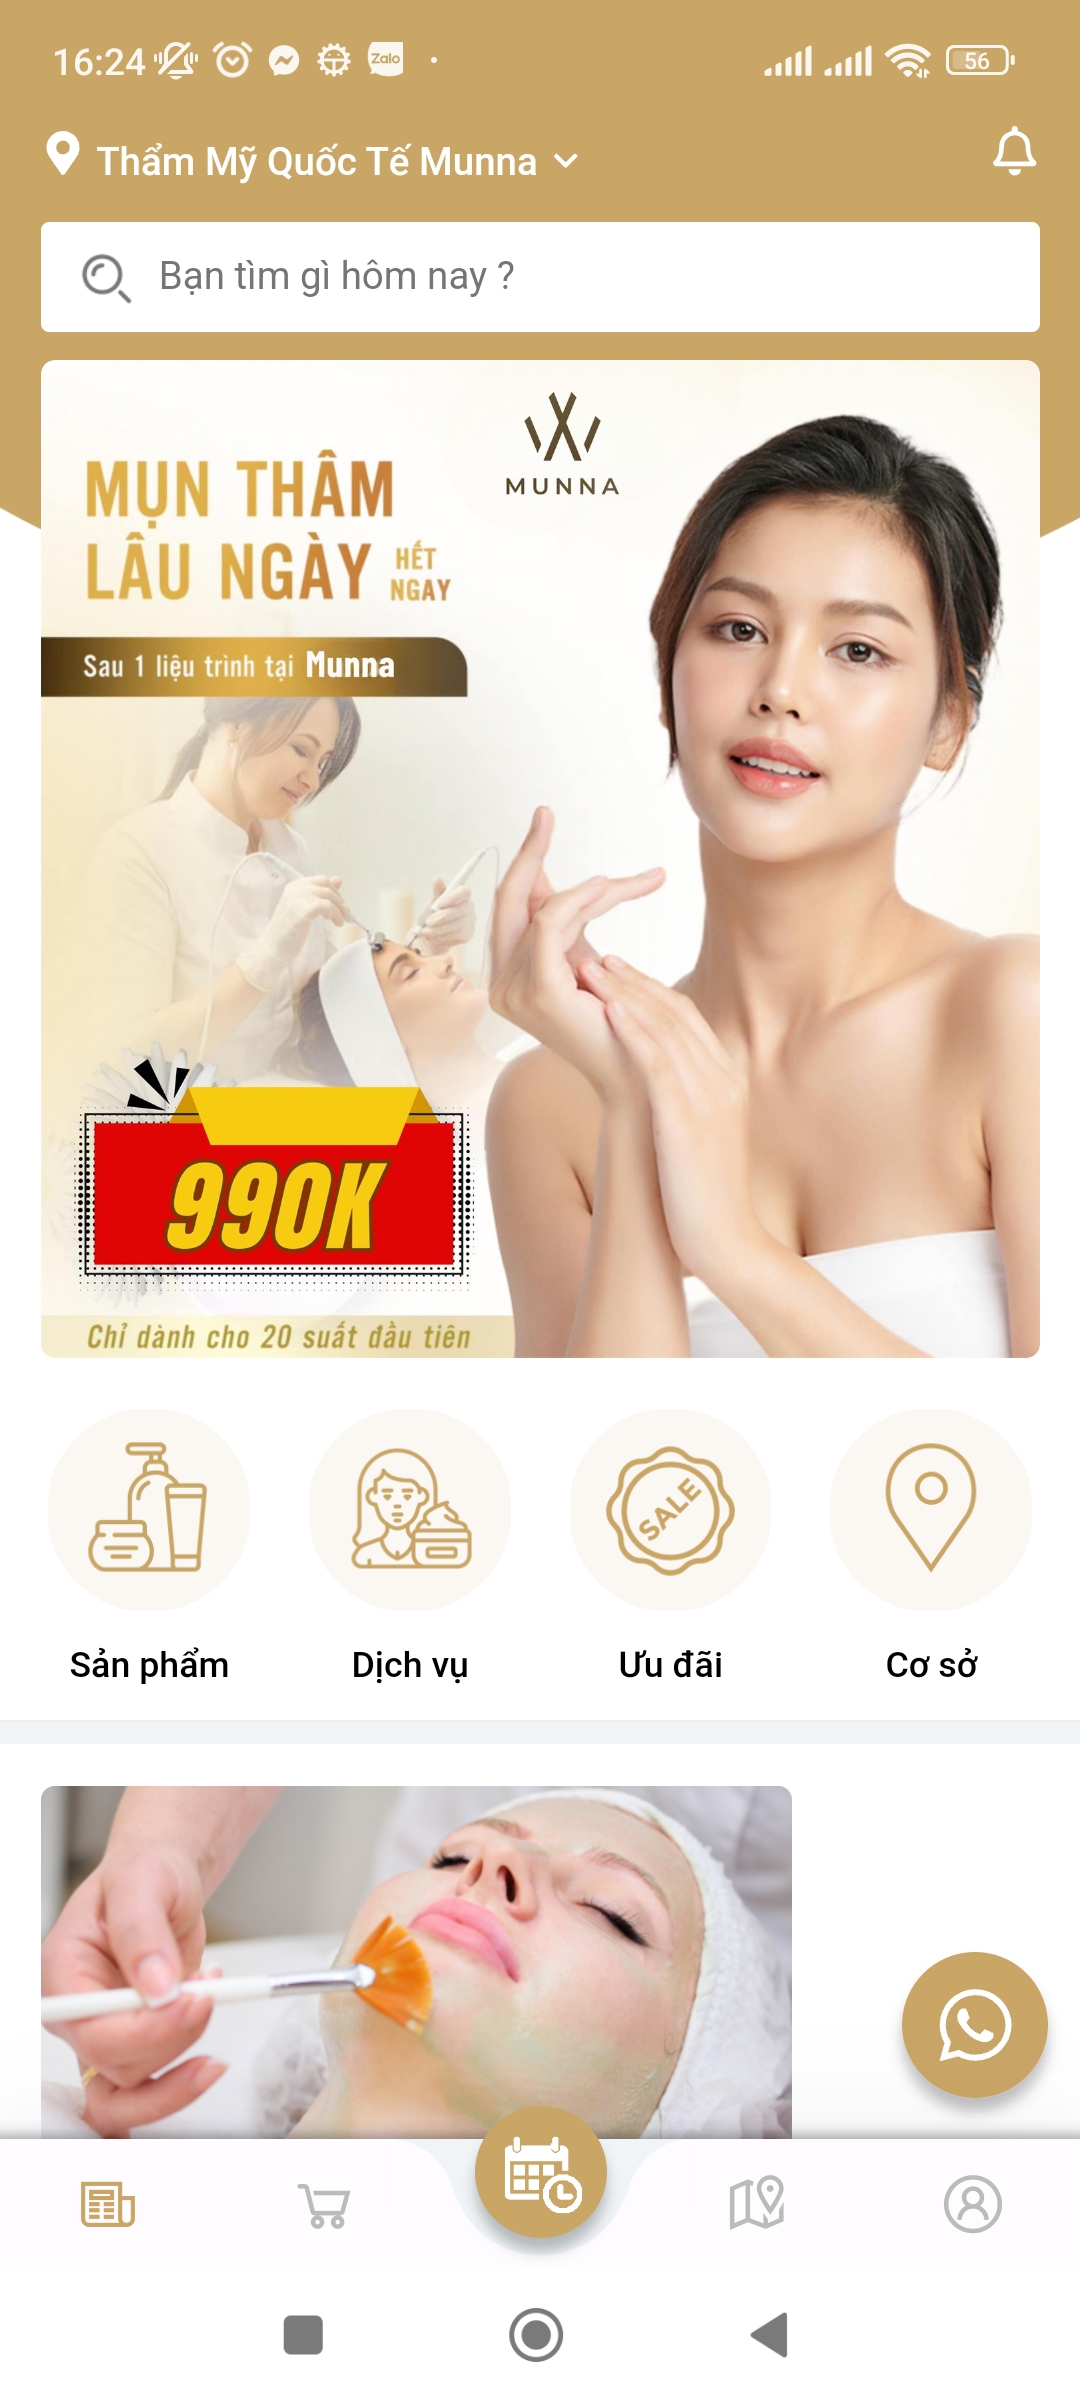 16:24
Zalo
56
Thẩm Mỹ Quốc Tế Munna
Bạn tìm gì hôm nay ?
MUNNA
MỤN THÂM
LÂU NGÀY HẾT NGAY
Sau 1 liệu trình tại Munna
990K
Chỉ dành cho 20 suất đầu tiên
SALE
Sản phẩm
Dịch vụ
Ưu đãi
Cơ sở